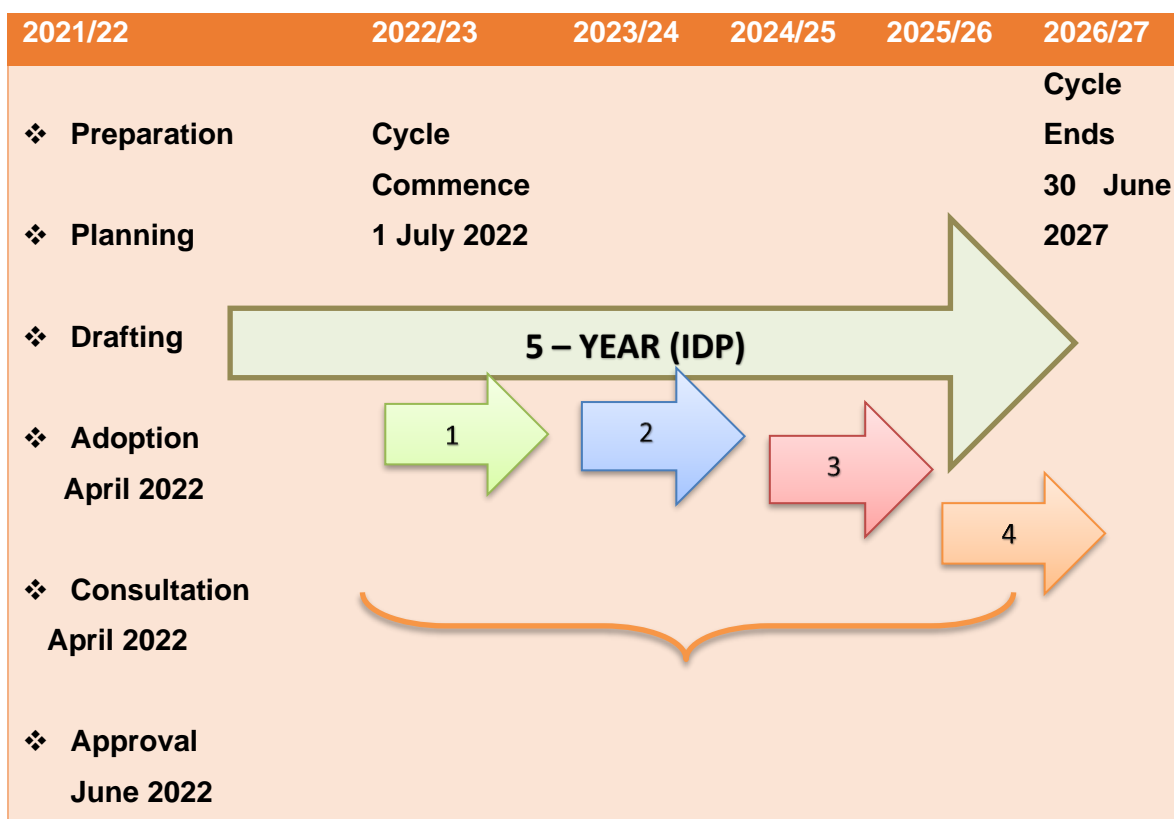 2021/22 2022/23 2023/24 2024/25 2025/26 2026/27
❖ Preparation
❖ Planning
❖ Drafting
❖ Adoption
April 2022
❖ Consultation
April 2022
❖ Approval
June 2022
Cycle
Commence
1 July 2022
Cycle
Ends
30 June
2027
5 – YEAR (IDP)
1
2
3
4